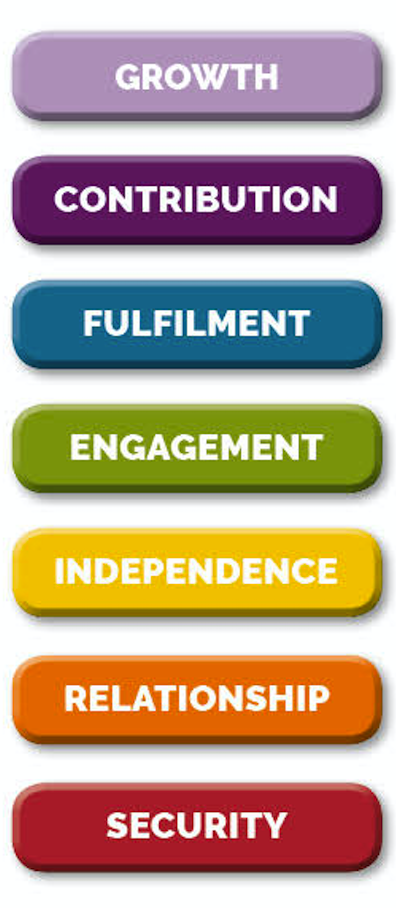 GROWTH
CONTRIBUTION
FULFILMENT
ENGAGEMENT
INDEPENDENCE
RELATIONSHIP
SECURITY